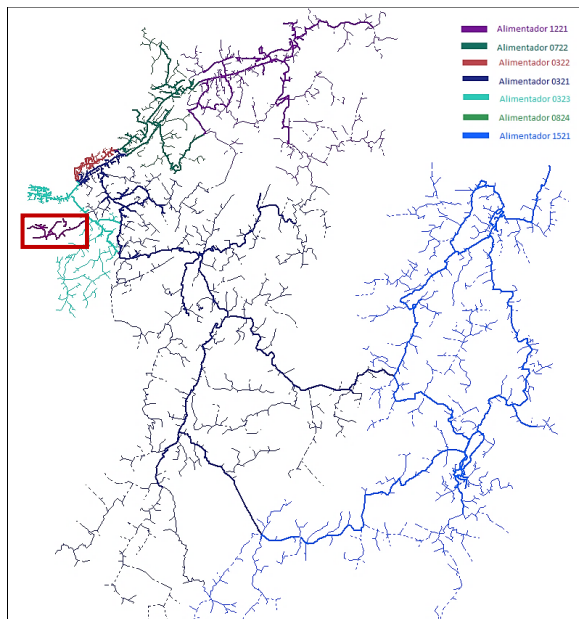 Alimentador 1221
Alimentador 0722
Alimentador 0322
Alimentador 0321
Alimentador 0323
Alimentador 0824
Alimentador 1521